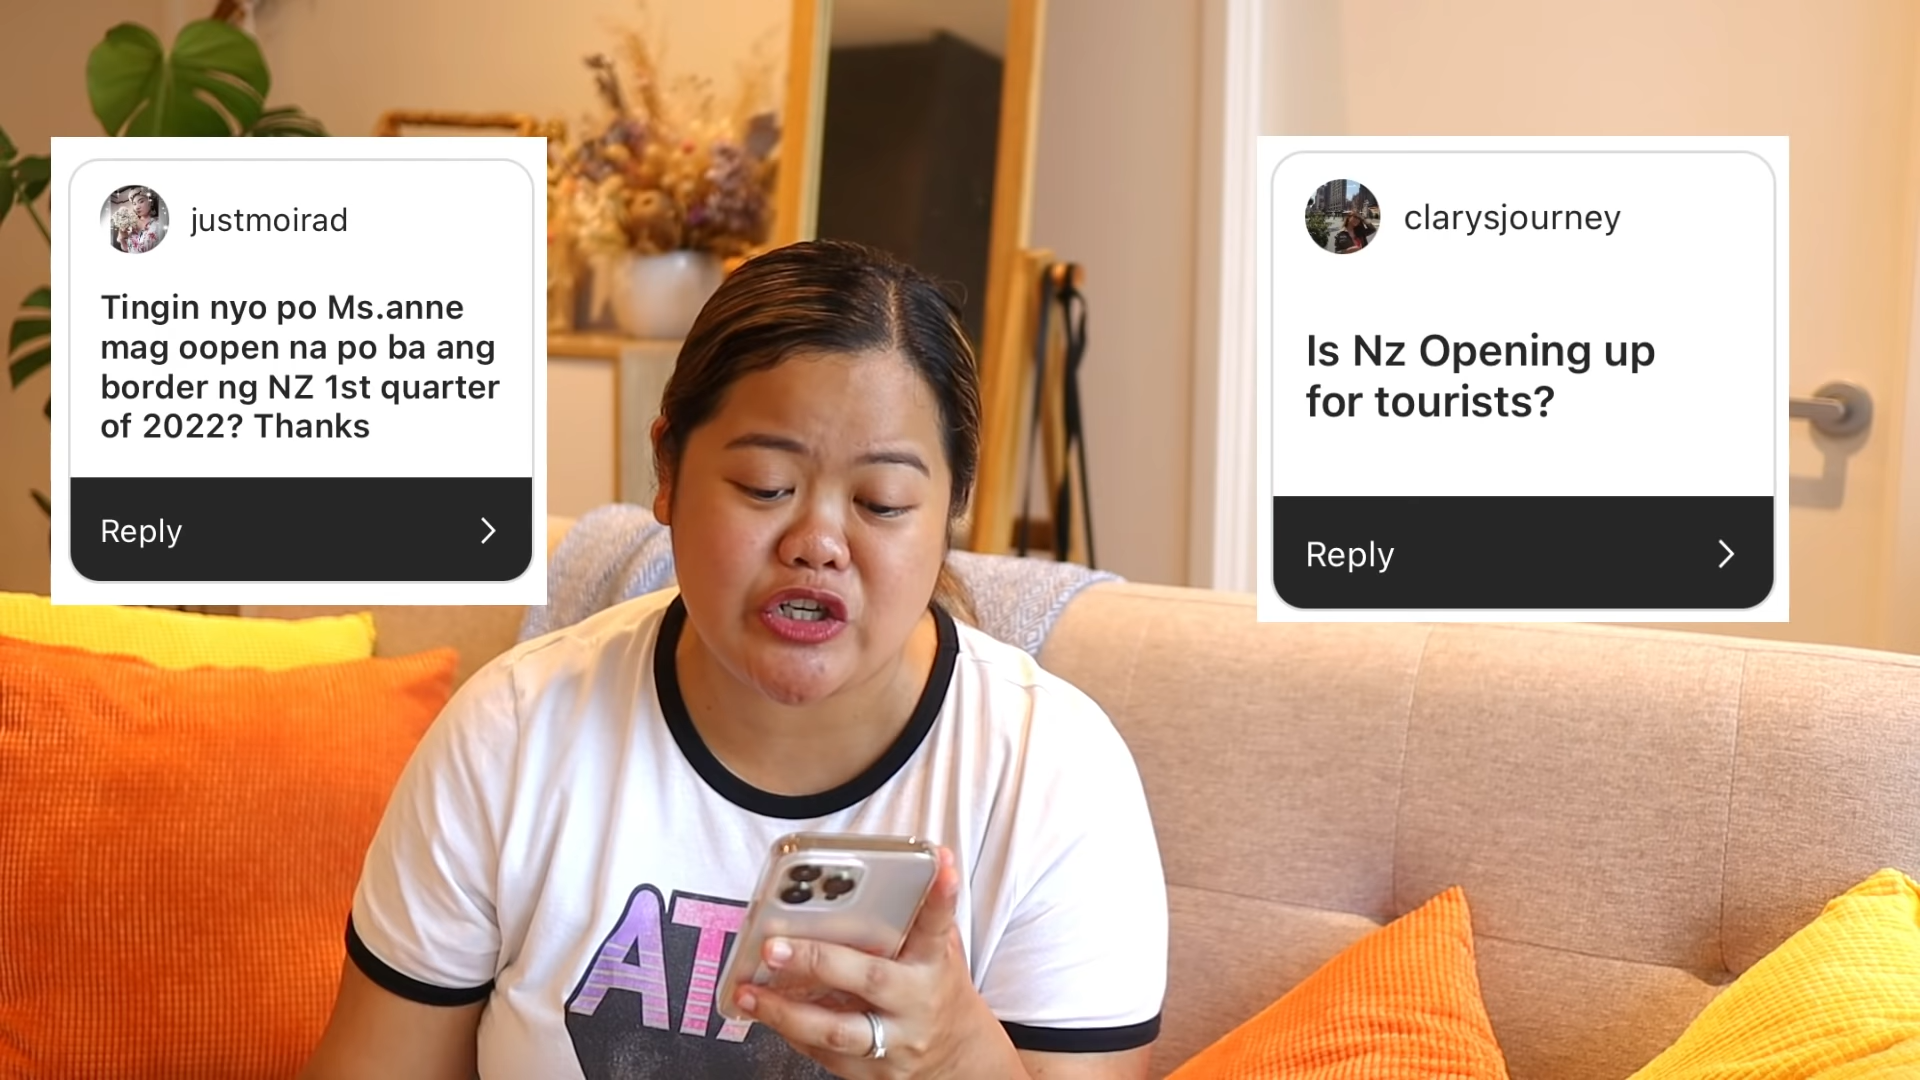 justmoirad
Tingin nyo po Ms.anne
mag oopen na po ba ang
border ng NZ 1st quarter
of 2022? Thanks
Reply
clarysjourney
Is Nz Opening up
for tourists?
Reply